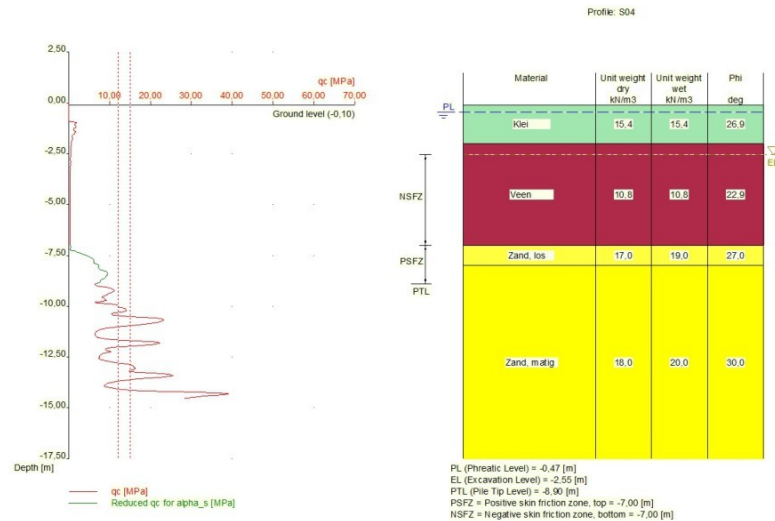 Profile: S04
2,50
qc [MPa]
10,00 20,00 30,00 40,00 50,00 60,00 70,00
0,00
Ground level (-0,10)
-2,50
-5,00
-7,50
-10,00
-12,50
-15,00
-17,50
Depth [m]
qc [MPa]
Reduced qc for alpha_s [MPa]
Material Unit weight Unit weight Phi
dry wet
kN/m3 kN/m3 deg
PL
Klei 15,4 15,4 26,9
EL
NSFZ
Veen 10,8 10,8 22,9
PSFZ
Zand, los 17,0 19,0 27,0
PTL
Zand, matig 18,0 20,0 30,0
PL (Phreatic Level) = -0,47 [m]
EL (Excavation Level) = -2,55 [m]
PTL (Pile Tip Level) = -8,90 [m]
PSFZ = Positive skin friction zone, top = -7,00 [m]
NSFZ = Negative skin friction zone, bottom = -7,00 [m]